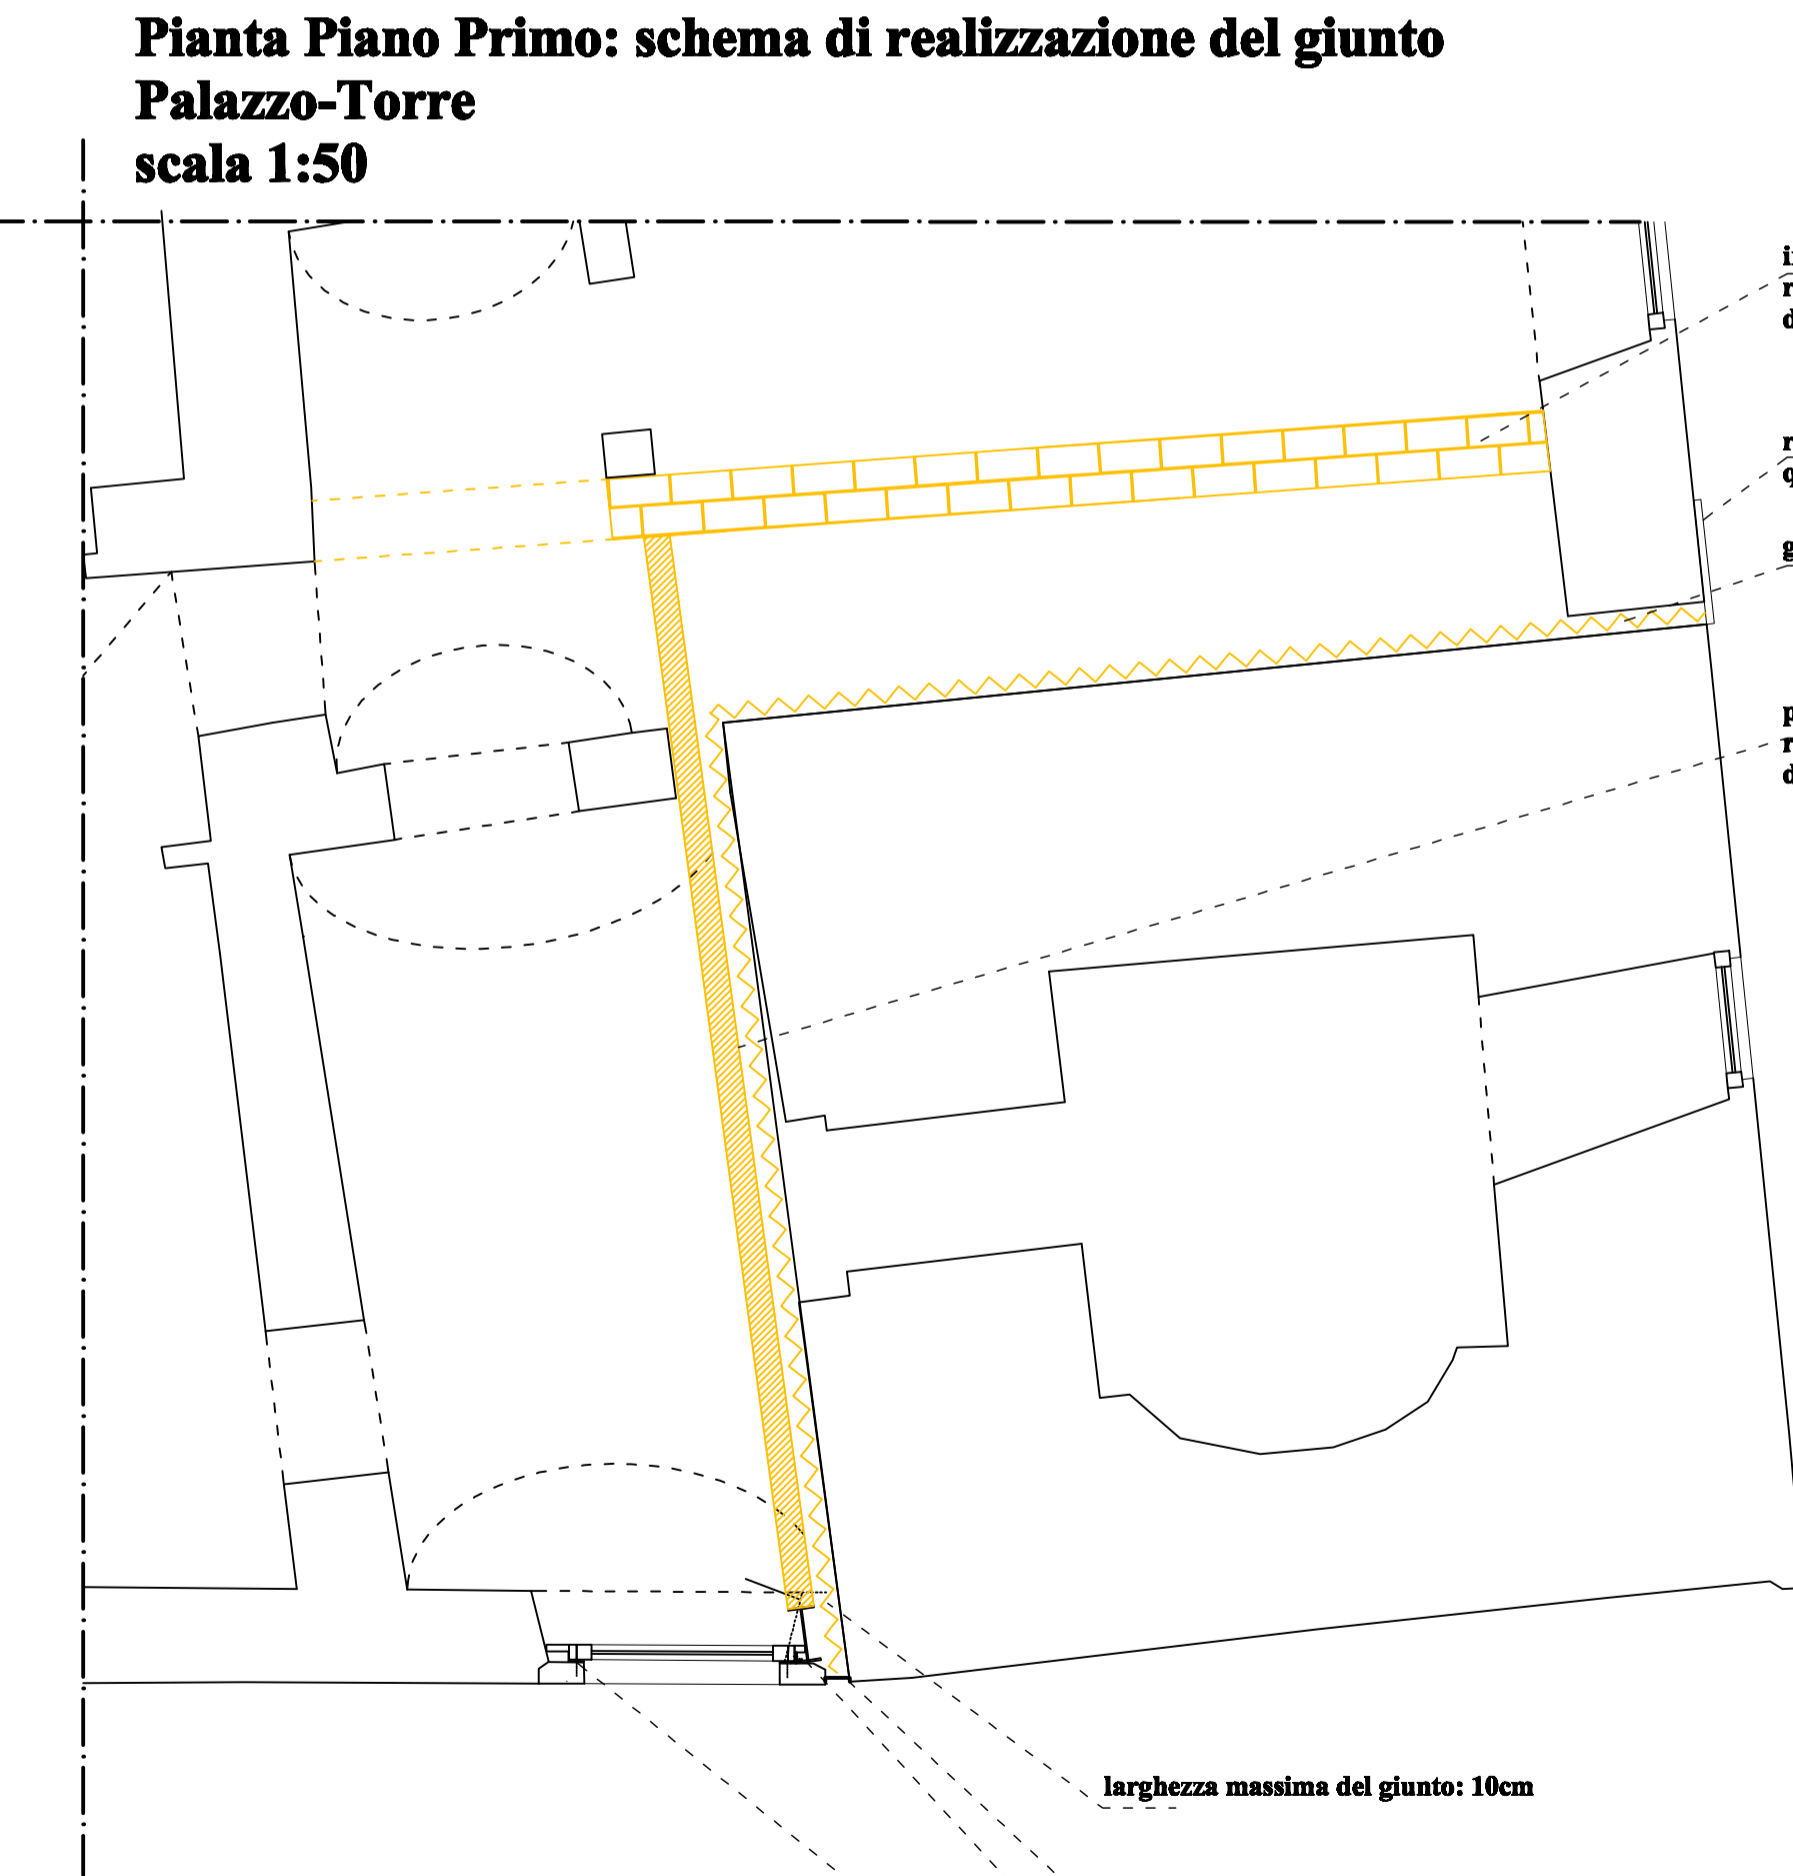 Pianta Piano Primo: schema di realizzazione del giunto
Palazzo-Torre
scala 1:50
larghezza massima del giunto: 10cm